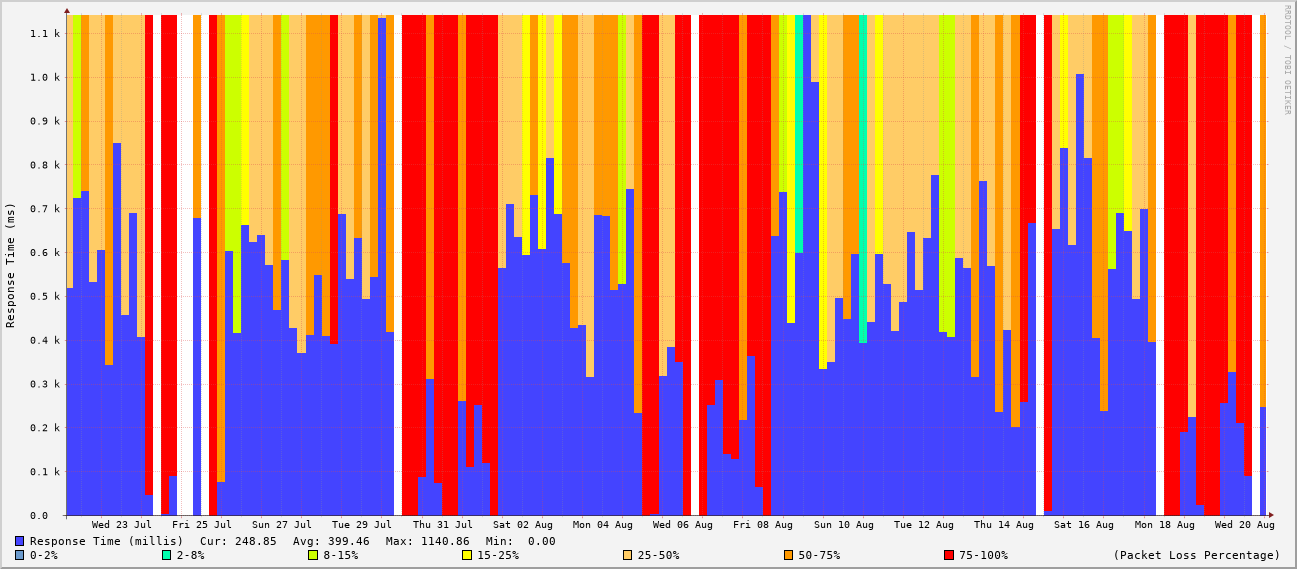 1.1 k
1.0 k
0.9 k
0.8 k
0.7 k
0.6 k
0.5 k
0.4 k
0.3 k
0.2 k
0.1 k
0.0
Response Time (ms)
RRDTOOL / TOBI OETIKER
Wed 23 Jul Fri 25 Jul Sun 27 Jul Tue 29 Jul Thu 31 Jul Sat 02 Aug Mon 04 Aug Wed 06 Aug Fri 08 Aug Sun 10 Aug Tue 12 Aug Thu 14 Aug Sat 16 Aug Mon 18 Aug Wed 20 Aug
Response Time (millis) Cur: 248.85 Avg: 399.46 Max: 1140.86 Min: 0.00
0-2% 2-8% 8-15% 15-25% 25-50% 50-75% 75-100% (Packet Loss Percentage)